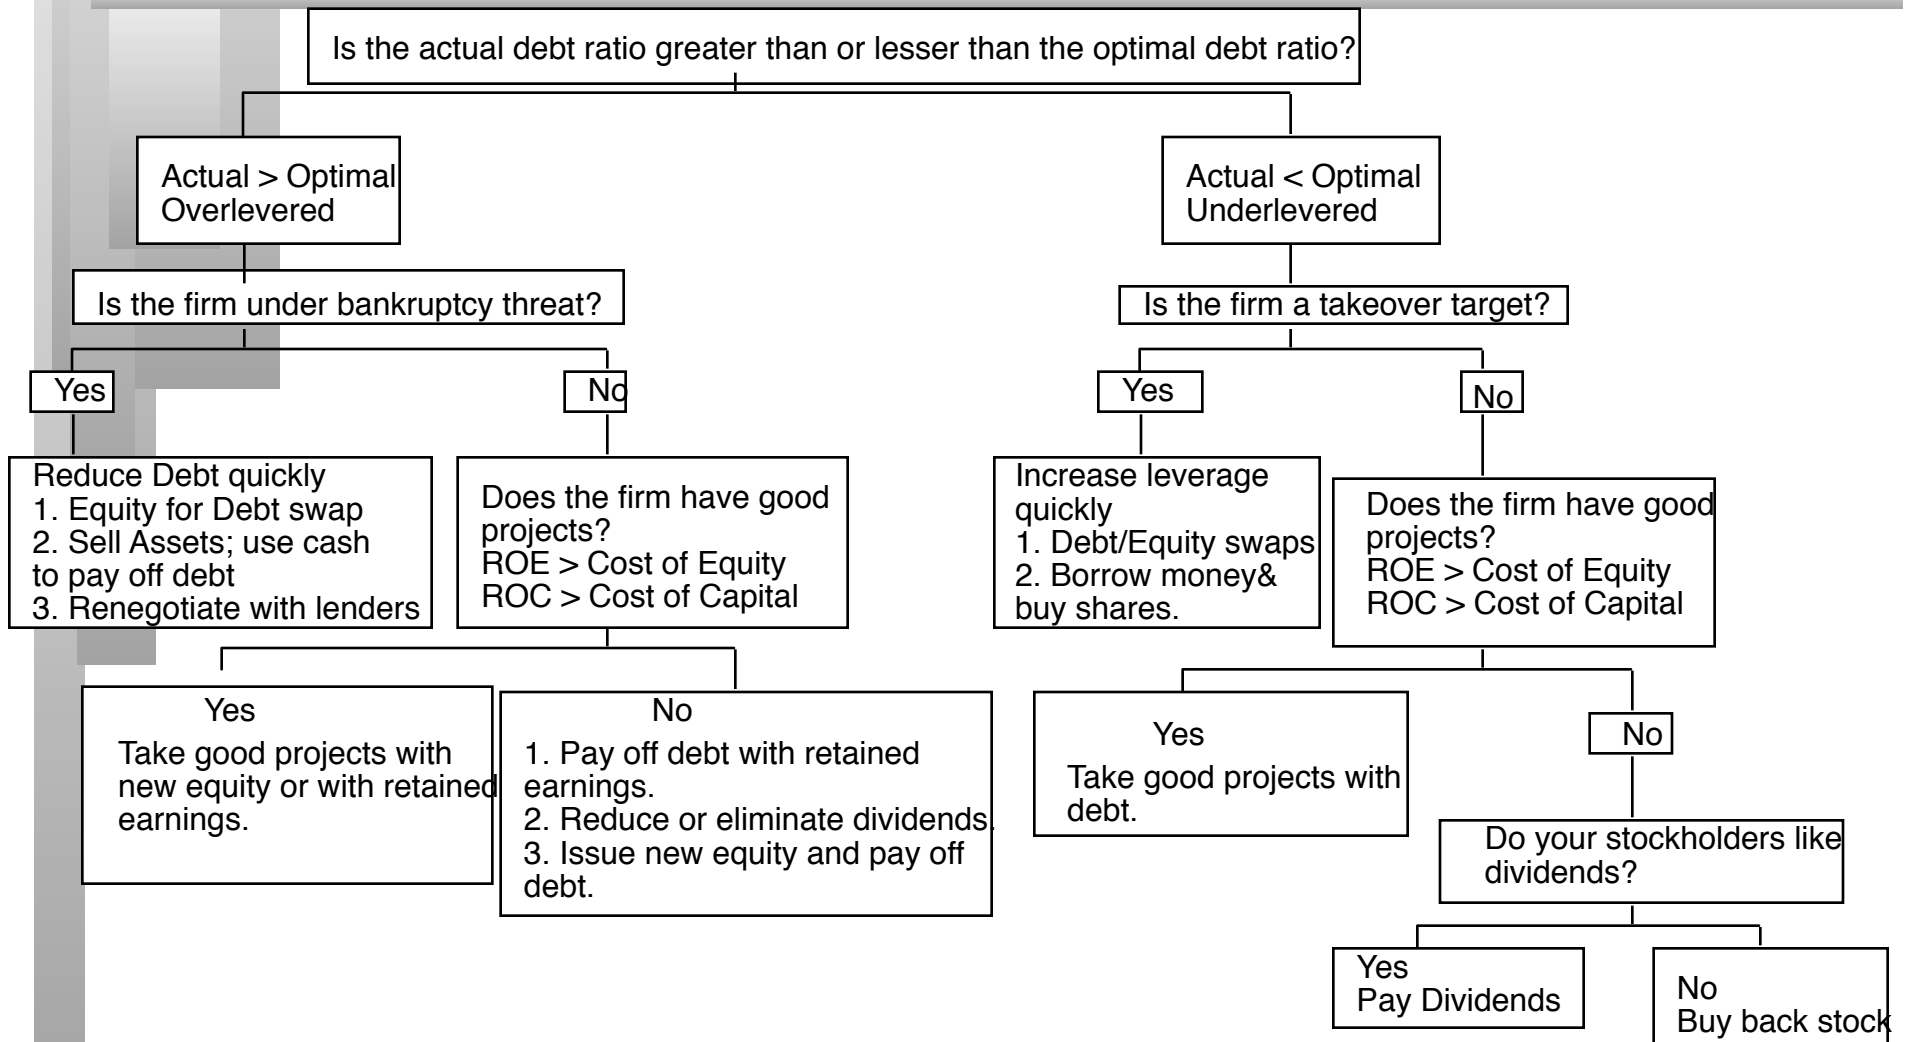 Is the actual debt ratio greater than or lesser than the optimal debt ratio?
Actual > Optimal
Overlevered
Actual < Optimal
Underlevered
Is the firm under bankruptcy threat?
Is the firm a takeover target?
Yes
No
Yes
No
Reduce Debt quickly
1. Equity for Debt swap
2. Sell Assets; use cash
to pay off debt
3. Renegotiate with lenders
Does the firm have good
projects?
ROE > Cost of Equity
ROC > Cost of Capital
Increase leverage
quickly
1. Debt/Equity swaps
2. Borrow money&
buy shares.
Does the firm have good
projects?
ROE > Cost of Equity
ROC > Cost of Capital
Yes
Take good projects with
new equity or with retained
earnings.
No
1. Pay off debt with retained
earnings.
2. Reduce or eliminate dividends.
3. Issue new equity and pay off
debt.
Yes
Take good projects with
debt.
No
Do your stockholders like
dividends?
Yes
Pay Dividends
No
Buy back stock